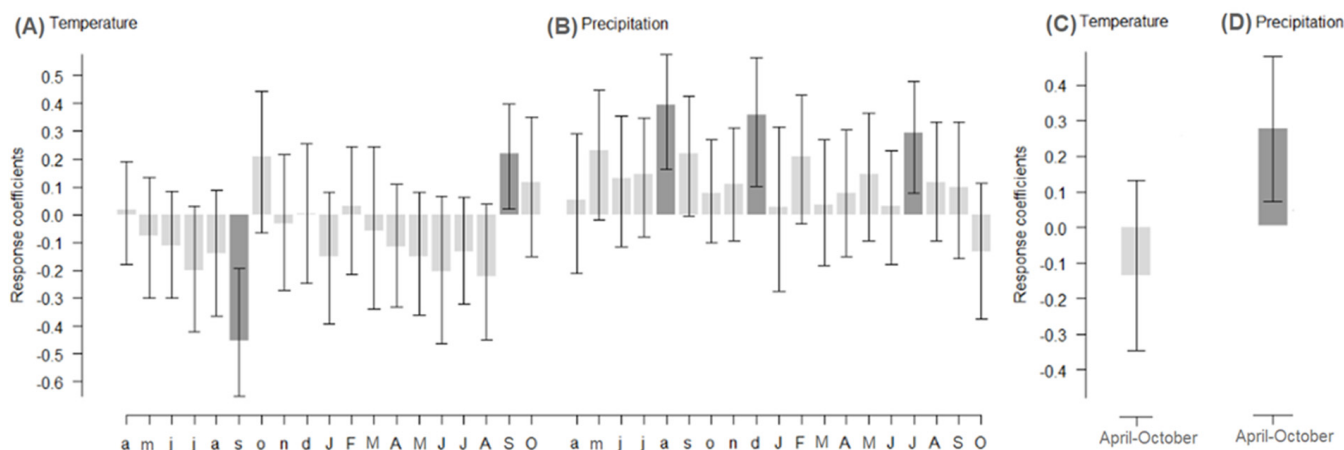 (A) Temperature
(B) Precipitation
(C) Temperature
(D) Precipitation
Response coefficients
0.5
0.4
0.3
0.2
0.1
0.0
-0.1
-0.2
-0.3
-0.4
-0.5
-0.6
a m j j a s o n d J F M A M J J A S O
a m j j a s o n d J F M A M J J A S O
Response coefficients
0.4
0.3
0.2
0.1
0.0
-0.1
-0.2
-0.3
-0.4
April-October
April-October